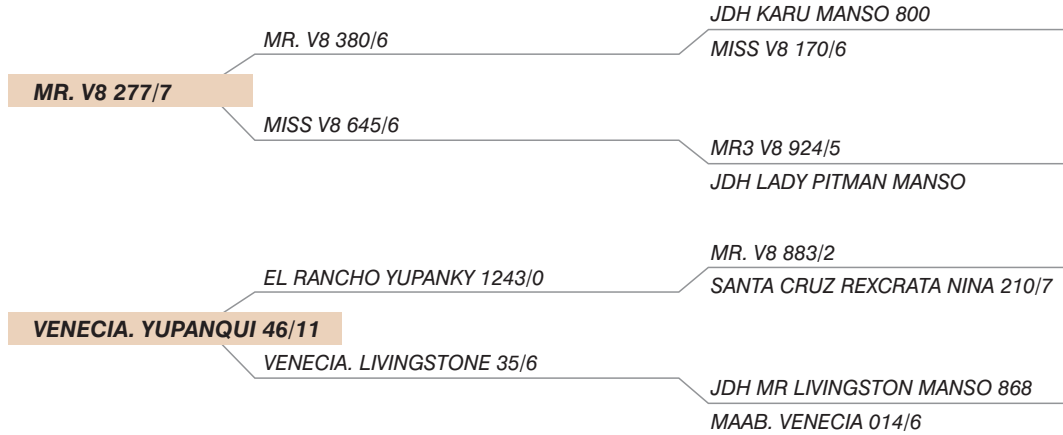 JDH KARU MANSO 800
MR. V8 380/6
MISS V8 170/6
MR. V8 277/7
MISS V8 645/6
MR3 V8 924/5
JDH LADY PITMAN MANSO
MR. V8 883/2
EL RANCHO YUPANKY 1243/0
SANTA CRUZ REXCRATA NINA 210/7
VENECIA. YUPANQUI 46/11
VENECIA. LIVINGSTONE 35/6
JDH MR LIVINGSTON MANSO 868
MAAB. VENECIA 014/6